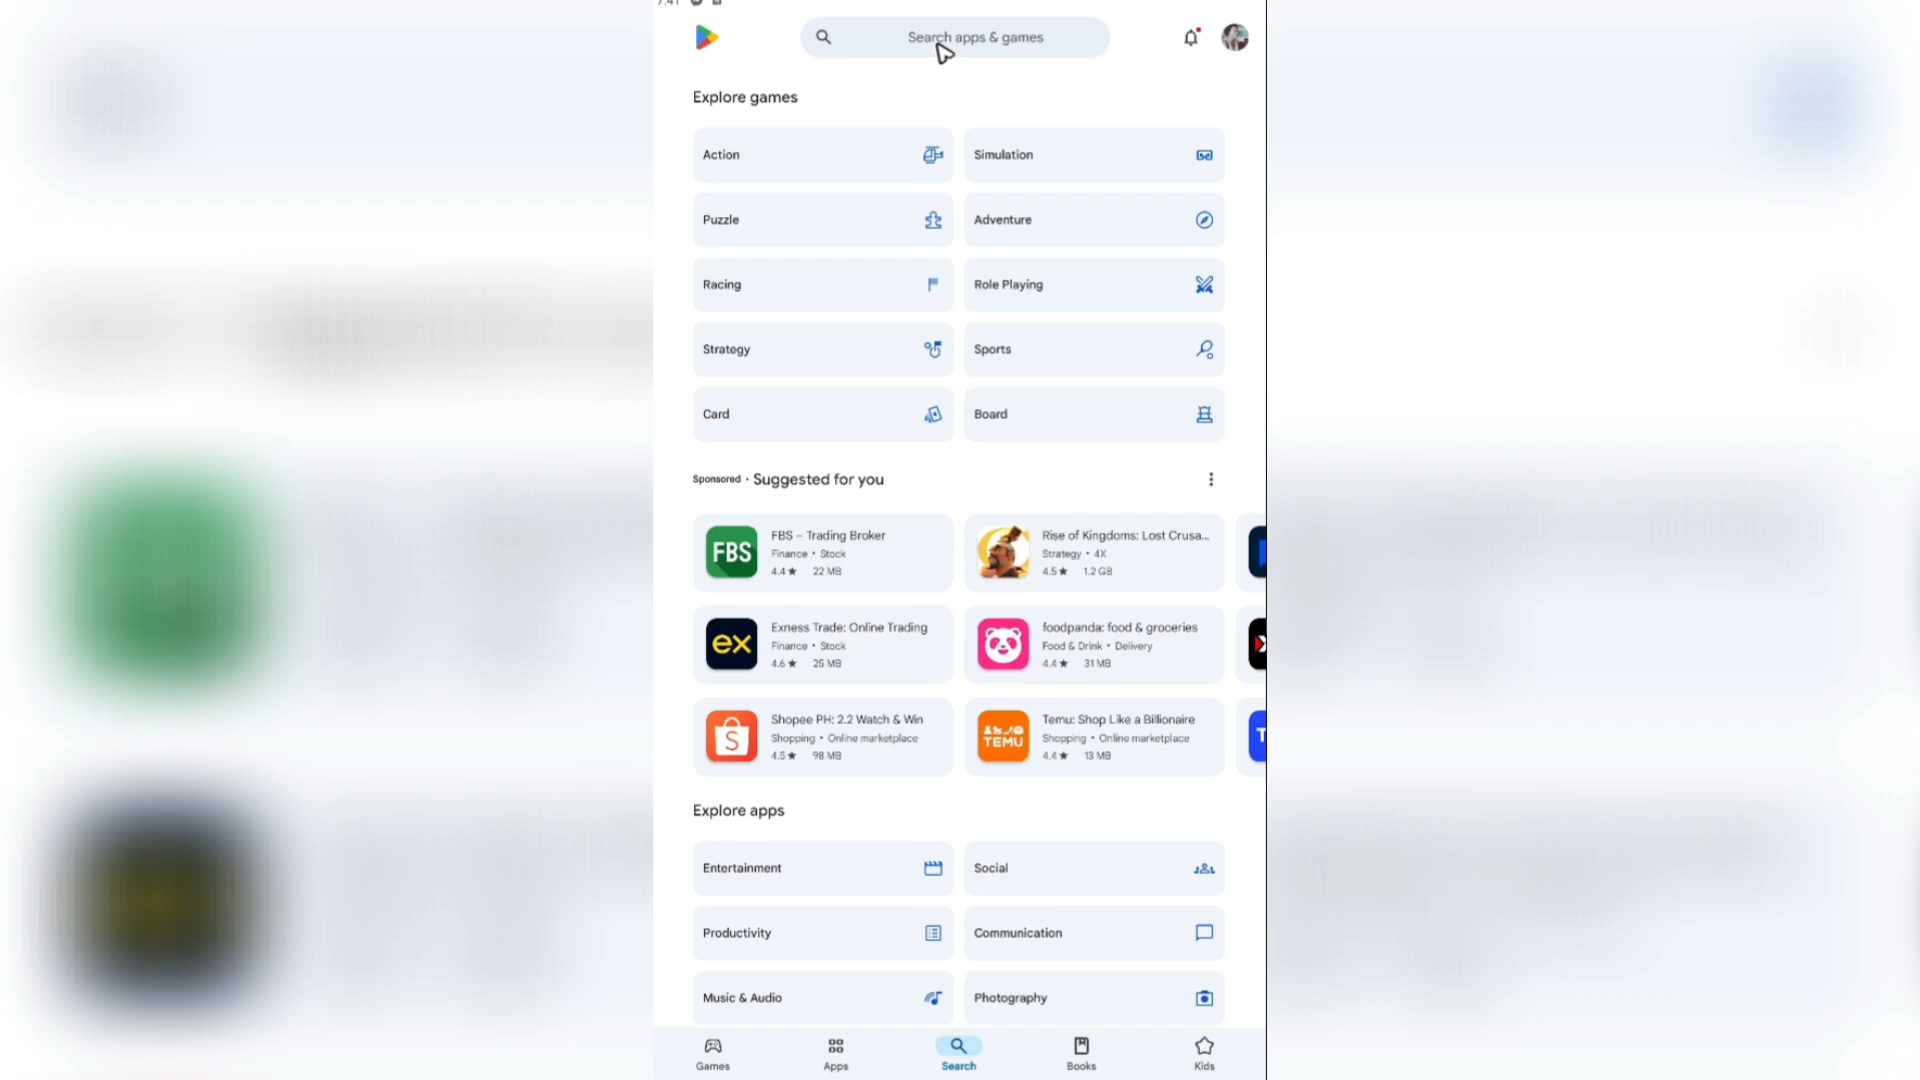 Search apps & games
Explore games
Action
Simulation
Puzzle
Adventure
Racing
Role Playing
Strategy
Sports
Card
Board
Sponsored · Suggested for you
FBS
FBS – Trading Broker
Finance • Stock
4.4★ 22 MB
Rise of Kingdoms: Lost Crusa...
Strategy • 4X
4.5★ 1.2 GB
ex
Exness Trade: Online Trading
Finance • Stock
4.6★ 25 MB
foodpanda: food & groceries
Food & Drink • Delivery
4.4★ 31 MB
S
Shopee PH: 2.2 Watch & Win
Shopping • Online marketplace
4.5★ 98 MB
TEMU
Temu: Shop Like a Billionaire
Shopping • Online marketplace
4.4★ 13 MB
Explore apps
Entertainment
Social
Productivity
Communication
Music & Audio
Photography
Games
Apps
Search
Books
Kids